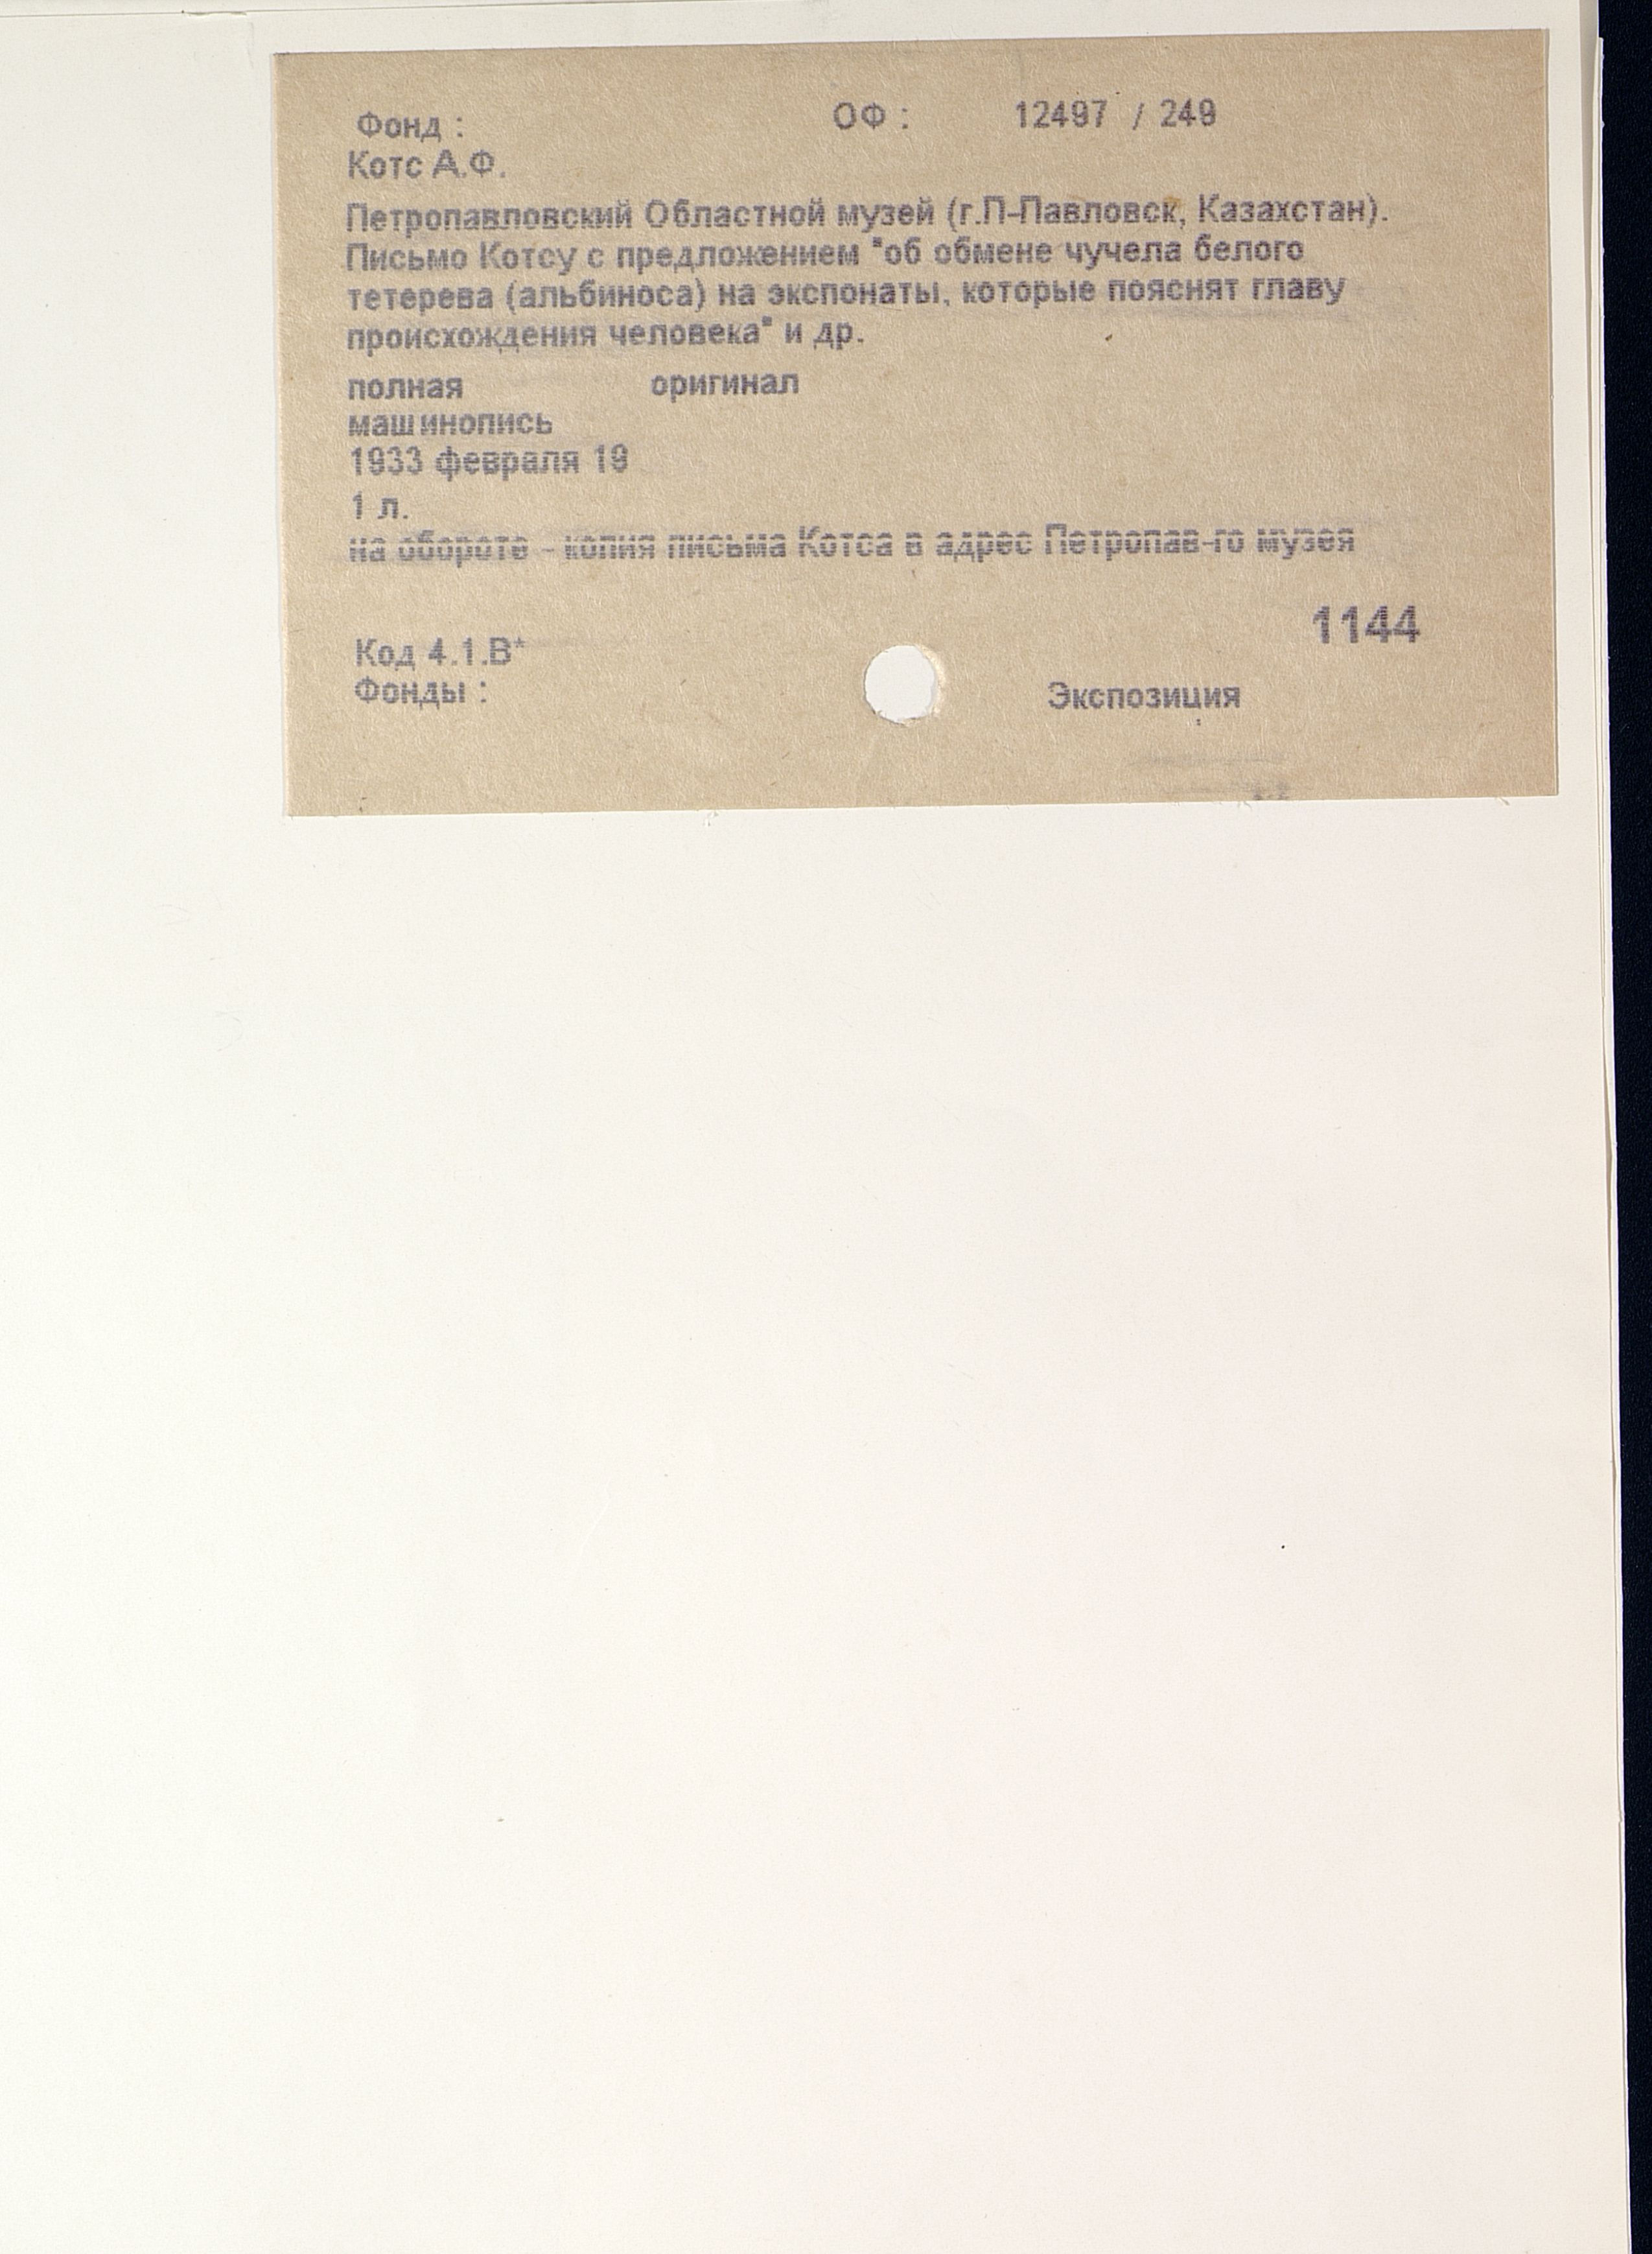 Фонд : ОФ : 12497 / 249
Котс А.Ф.
Петропавловский Областной музей (г.П-Павловск, Казахстан).
Письмо Котсу с предложением "об обмене чучела белого
тетерева (альбиноса) на экспонаты, которые пояснят главу
происхождения человека" и др.
полная оригинал
машинопись
1933 февраля 19
1 л.
на обороте - копия письма Котса в адрес Петропав-го музея
1144
Код 4.1.В*
Фонды : Экспозиция